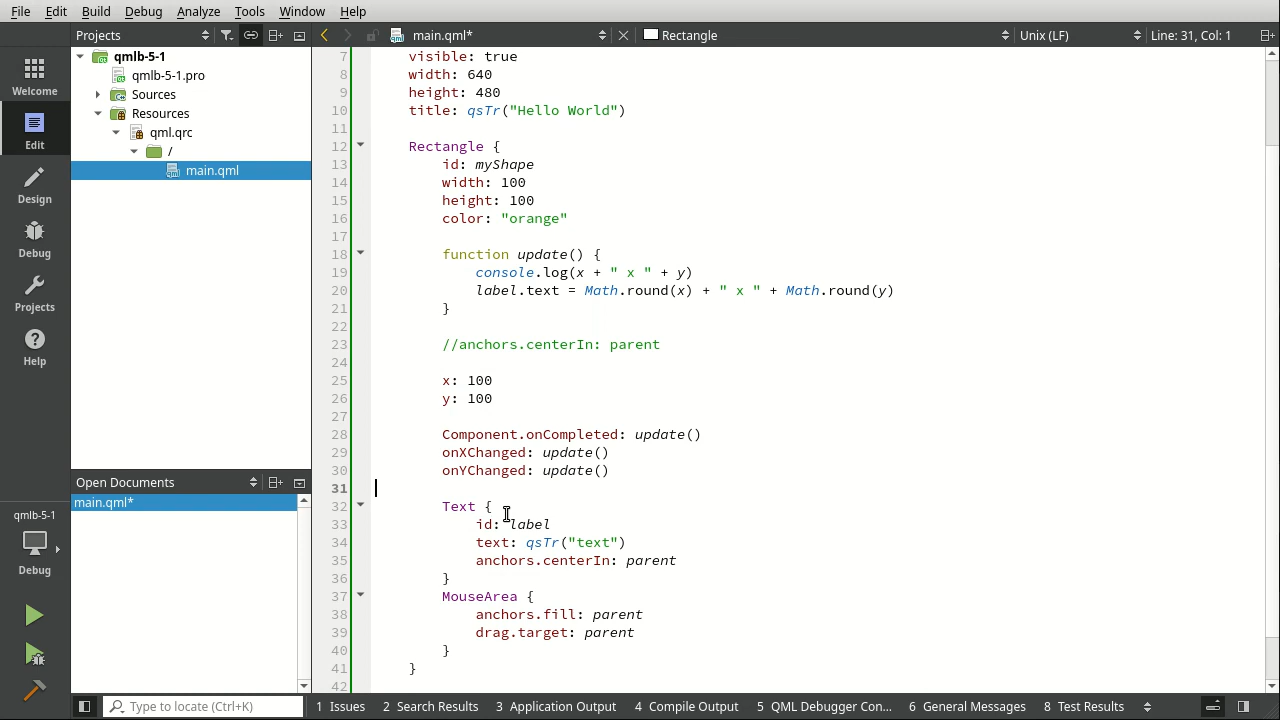 File Edit Build Debug Analyze Tools Window Help
Projects
main.qml*
Rectangle
Unix (LF)
Line: 31, Col: 1
Welcome
Edit
Design
Debug
Projects
Help
qmlb-5-1
Debug
qmlb-5-1
qmlb-5-1.pro
Sources
Resources
qml.qrc
/
main.qml
Open Documents
main.qml*
7 visible: true
8 width: 640
9 height: 480
10 title: qsTr("Hello World")
11
12 Rectangle {
13 id: myShape
14 width: 100
15 height: 100
16 color: "orange"
17
18 function update() {
19 console.log(x + " x " + y)
20 label.text = Math.round(x) + " x " + Math.round(y)
21 }
22
23 //anchors.centerIn: parent
24
25 x: 100
26 y: 100
27
28 Component.onCompleted: update()
29 onXChanged: update()
30 onYChanged: update()
31
32 Text {
33 id: label
34 text: qsTr("text")
35 anchors.centerIn: parent
36 }
37 MouseArea {
38 anchors.fill: parent
39 drag.target: parent
40 }
41 }
42
Type to locate (Ctrl+K)
1 Issues
2 Search Results
3 Application Output
4 Compile Output
5 QML Debugger Con...
6 General Messages
8 Test Results